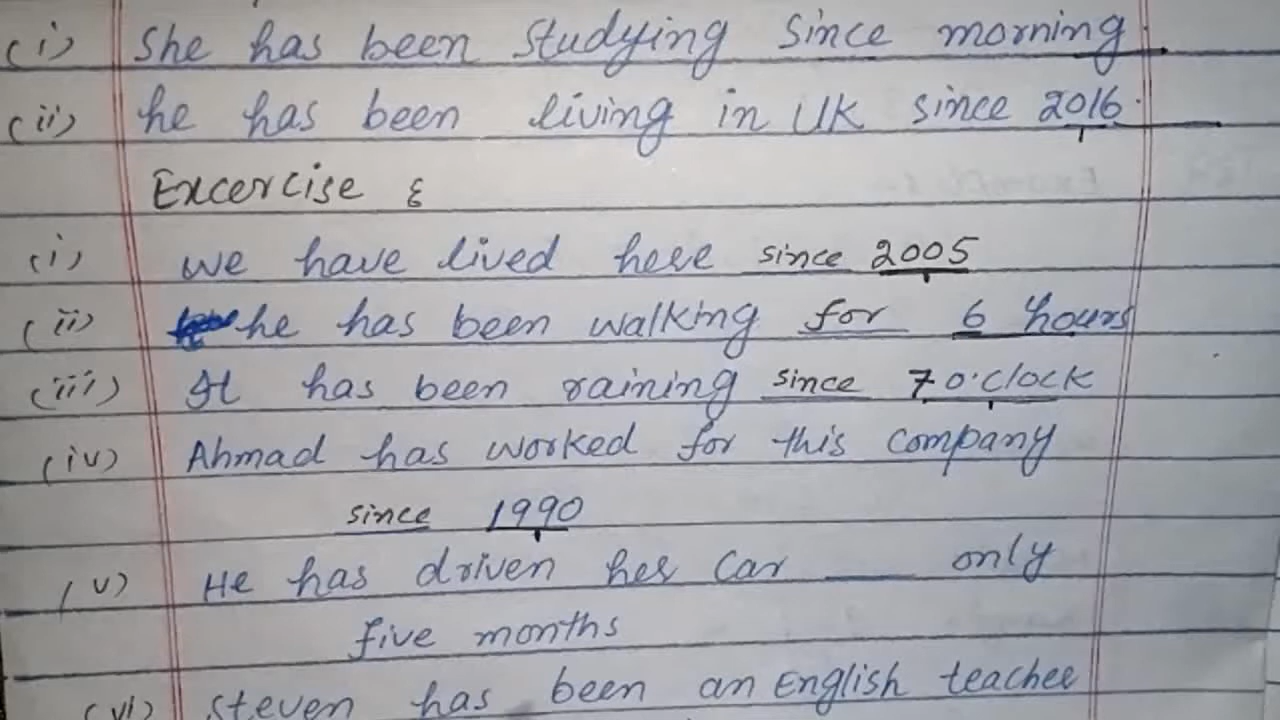 (i) She has been studying since morning.
(ii) he has been living in UK since 2016.
Excercise :
(i) we have lived here since 2005
(ii) he has been walking for 6 hours
(iii) It has been raining since 7 o'clock
(iv) Ahmad has worked for this company
since 1990
(v) He has driven her car ____ only
five months
(vi) Steven has been an English teacher